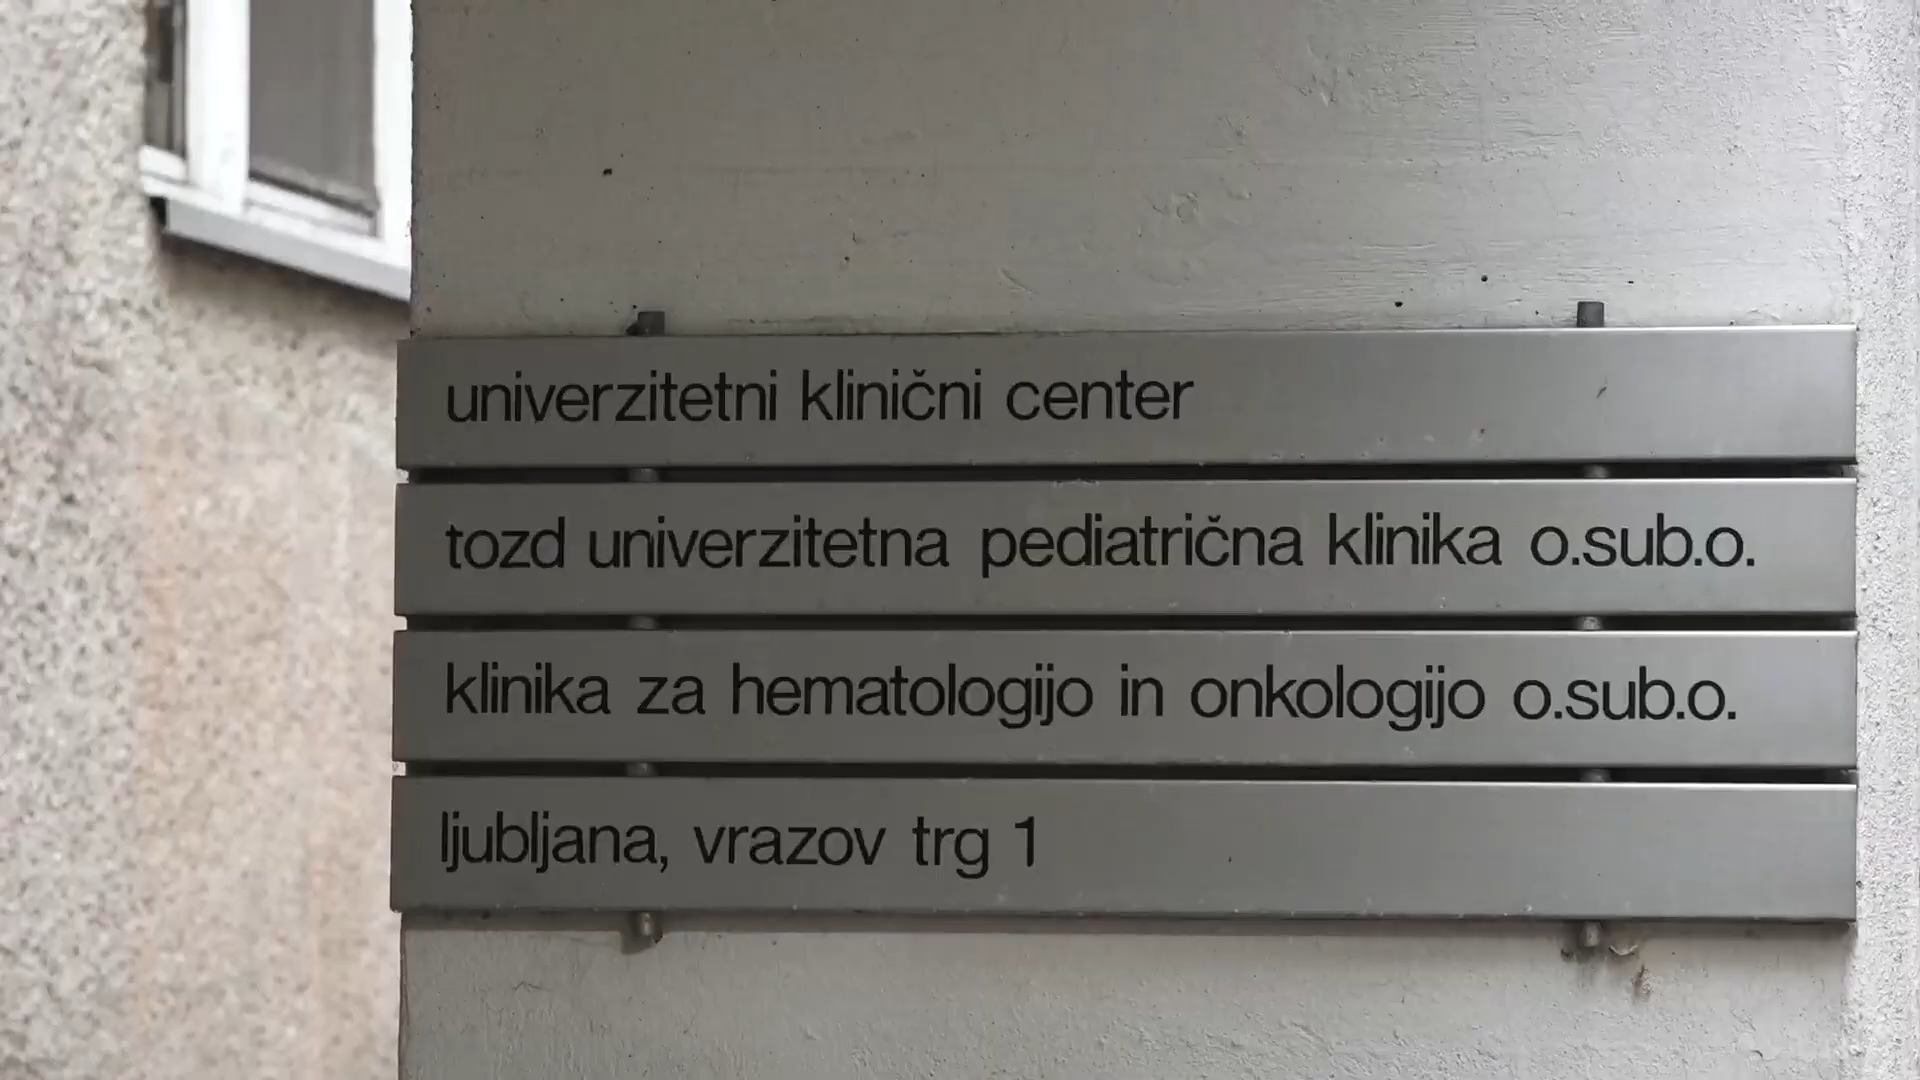 univerzitetni klinični center
tozd univerzitetna pediatrična klinika o.sub.o.
klinika za hematologijo in onkologijo o.sub.o.
ljubljana, vrazov trg 1